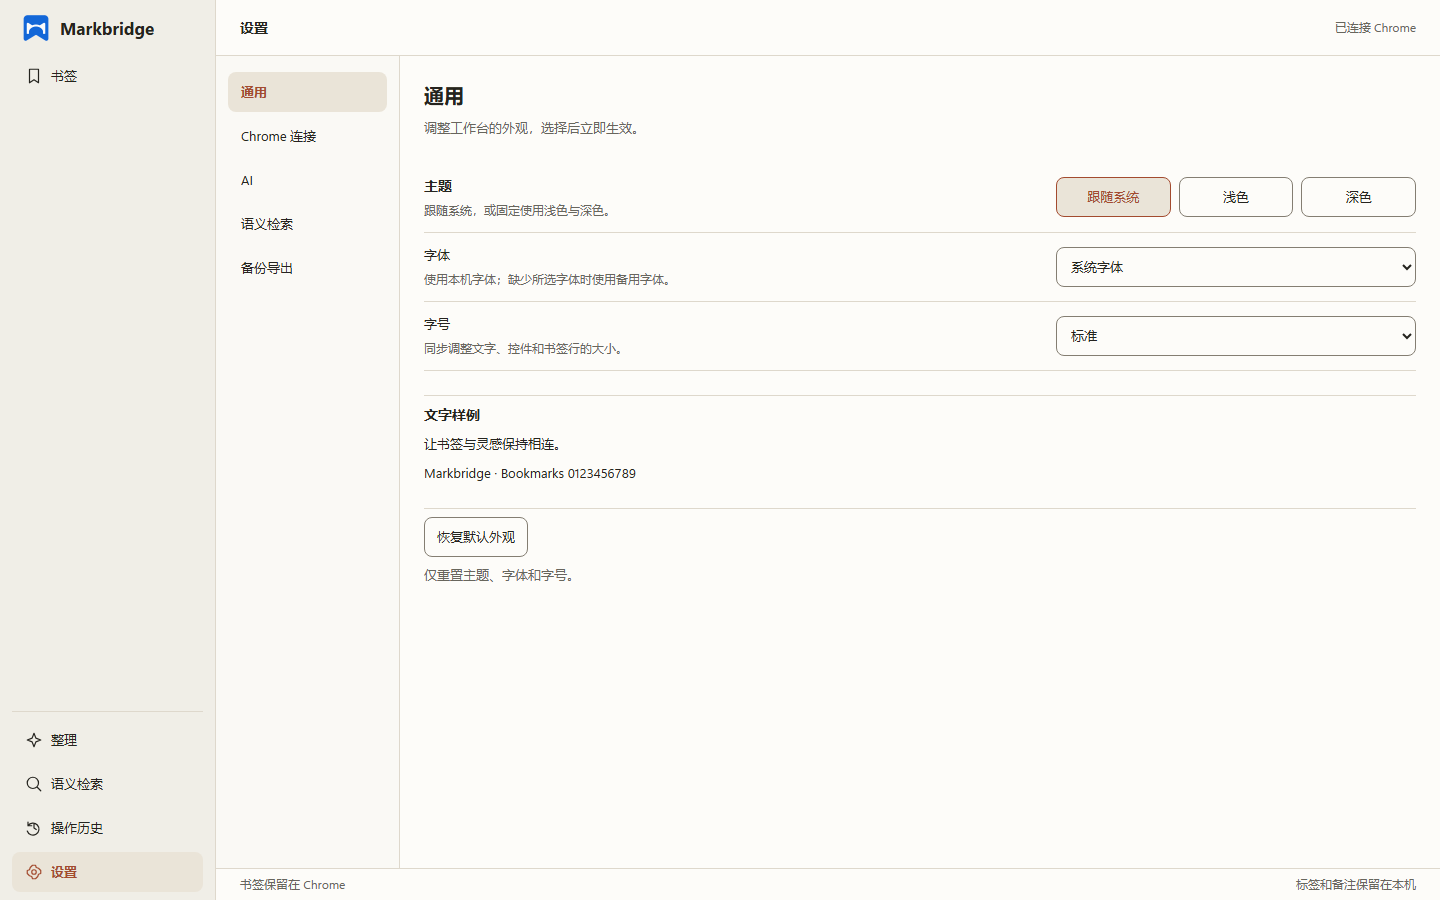 Markbridge
书签
整理
语义检索
操作历史
设置
设置
已连接 Chrome
通用
Chrome 连接
AI
语义检索
备份导出
通用
调整工作台的外观，选择后立即生效。
主题
跟随系统，或固定使用浅色与深色。
跟随系统
浅色
深色
字体
使用本机字体；缺少所选字体时使用备用字体。
系统字体
字号
同步调整文字、控件和书签行的大小。
标准
文字样例
让书签与灵感保持相连。
Markbridge · Bookmarks 0123456789
恢复默认外观
仅重置主题、字体和字号。
书签保留在 Chrome
标签和备注保留在本机